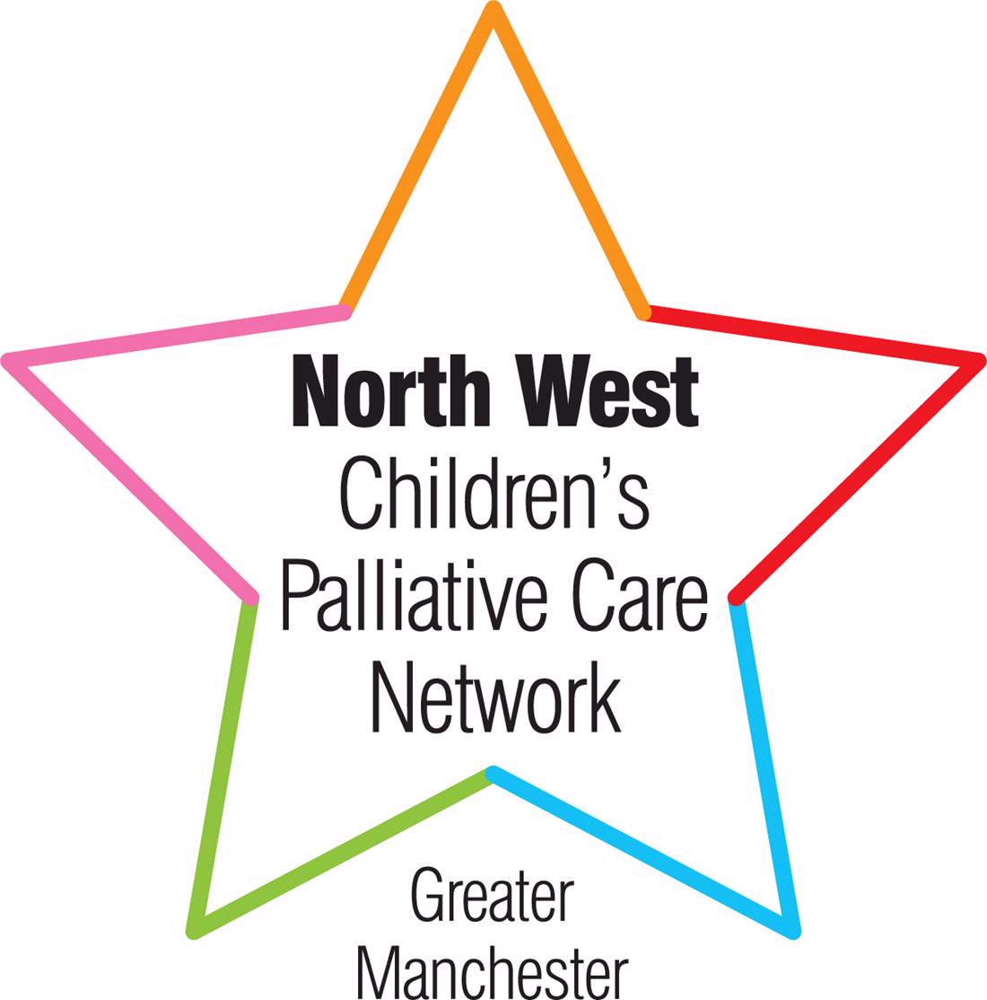 North West
Children’s
Palliative Care
Network
Greater
Manchester